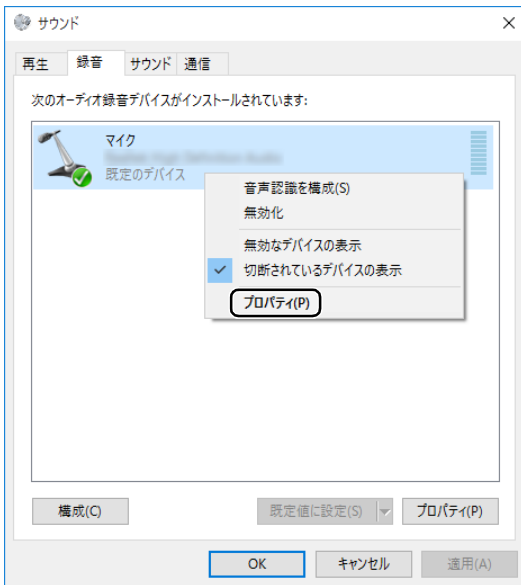 サウンド
再生 録音 サウンド 通信
次のオーディオ録音デバイスがインストールされています:
マイク
既定のデバイス
音声認識を構成(S)
無効化
無効なデバイスの表示
切断されているデバイスの表示
プロパティ(P)
構成(C) 既定値に設定(S) プロパティ(P)
OK キャンセル 適用(A)